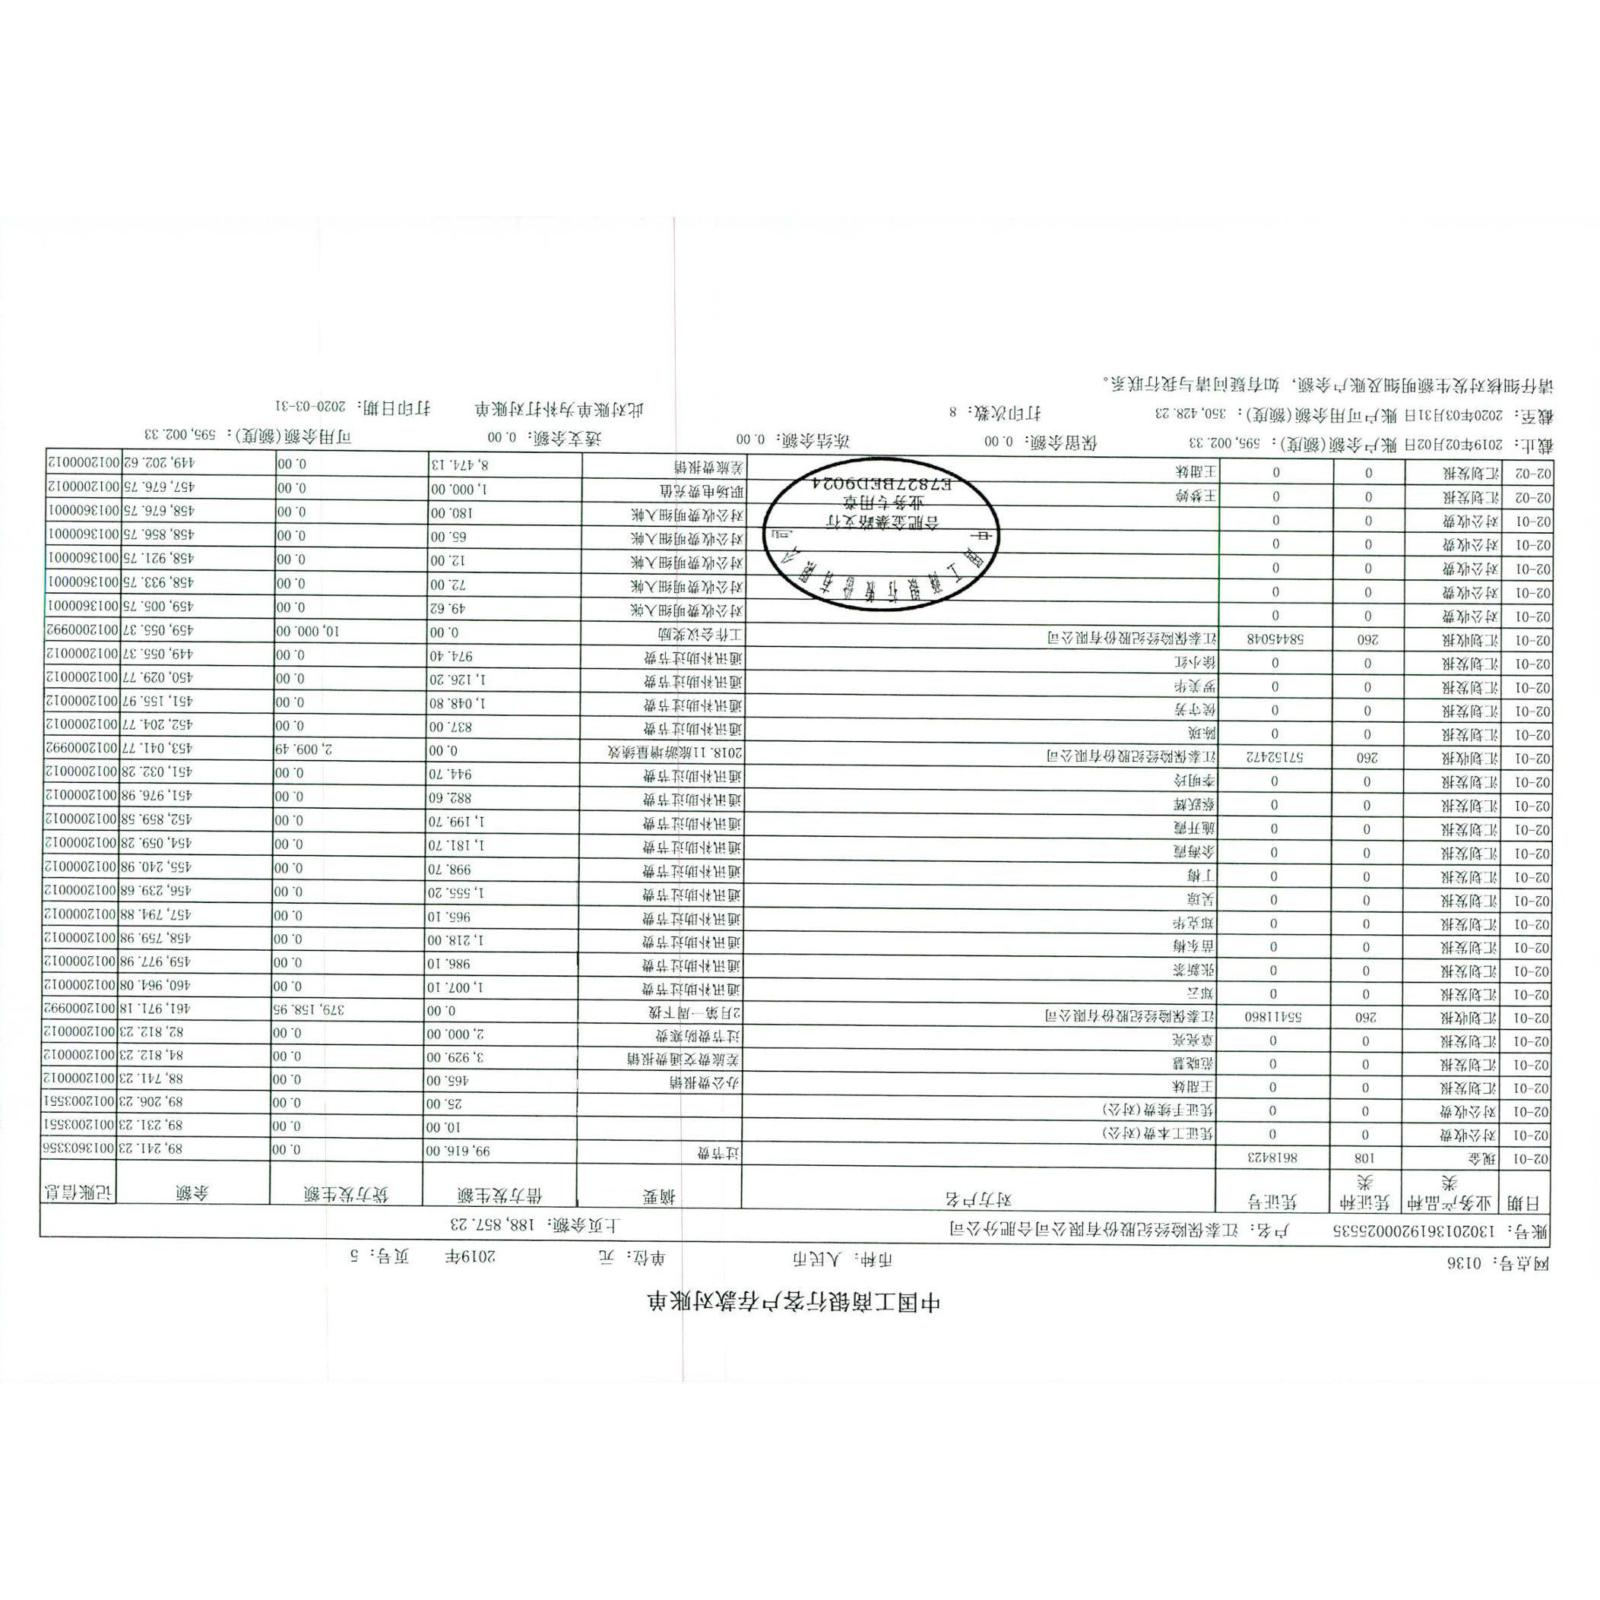 中国工商银行客户存款对账单
网点号: 0136 币种: 人民币 单位: 元 2019年 页号: 5
账号: 1302013619200025535 户名: 江泰保险经纪股份有限公司合肥分公司 上页余额: 188,857.23
日期 业务产品种类 凭证种类 凭证号 对方户名 摘要 借方发生额 贷方发生额 余额 记账信息
02-01 现金 108 8618423 过节费 99,616.00 0.00 89,241.23 0013603356
02-01 对公收费 0 0 凭证工本费(对公) 10.00 0.00 89,231.23 0012003551
02-01 对公收费 0 0 凭证手续费(对公) 25.00 0.00 89,206.23 0012003551
02-01 汇划发报 0 0 王甜妹 办公费报销 465.00 0.00 88,741.23 0012000012
02-01 汇划发报 0 0 范晓慧 差旅费交通费报销 3,929.00 0.00 84,812.23 0012000012
02-01 汇划发报 0 0 章亮亮 过节费防寒费 2,000.00 0.00 82,812.23 0012000012
02-01 汇划收报 260 55411860 江泰保险经纪股份有限公司 2月第一周下拨 0.00 379,158.95 461,971.18 0012000992
02-01 汇划发报 0 0 郑云 通讯补助过节费 1,007.10 0.00 460,964.08 0012000012
02-01 汇划发报 0 0 张新荼 通讯补助过节费 986.10 0.00 459,977.98 0012000012
02-01 汇划发报 0 0 苗东梅 通讯补助过节费 1,218.00 0.00 458,759.98 0012000012
02-01 汇划发报 0 0 郑克华 通讯补助过节费 965.10 0.00 457,794.88 0012000012
02-01 汇划发报 0 0 吴琼 通讯补助过节费 1,555.20 0.00 456,239.68 0012000012
02-01 汇划发报 0 0 丁梅 通讯补助过节费 998.70 0.00 455,240.98 0012000012
02-01 汇划发报 0 0 余海霞 通讯补助过节费 1,181.70 0.00 454,059.28 0012000012
02-01 汇划发报 0 0 施开霞 通讯补助过节费 1,199.70 0.00 452,859.58 0012000012
02-01 汇划发报 0 0 蔡跃辉 通讯补助过节费 882.60 0.00 451,976.98 0012000012
02-01 汇划发报 0 0 李明玲 通讯补助过节费 944.70 0.00 451,032.28 0012000012
02-01 汇划收报 260 57152472 江泰保险经纪股份有限公司 2018.11旅游增量绩效 0.00 2,009.49 453,041.77 0012000992
02-01 汇划发报 0 0 陈瑛 通讯补助过节费 837.00 0.00 452,204.77 0012000012
02-01 汇划发报 0 0 侯守芳 通讯补助过节费 1,048.80 0.00 451,155.97 0012000012
02-01 汇划发报 0 0 罗美华 通讯补助过节费 1,126.20 0.00 450,029.77 0012000012
02-01 汇划发报 0 0 徐小红 通讯补助过节费 974.40 0.00 449,055.37 0012000012
02-01 汇划收报 260 58445048 江泰保险经纪股份有限公司 工作会议奖励 0.00 10,000.00 459,055.37 0012000992
02-01 对公收费 0 0 对公收费明细入帐 49.62 0.00 459,005.75 0013600001
02-01 对公收费 0 0 对公收费明细入帐 72.00 0.00 458,933.75 0013600001
02-01 对公收费 0 0 对公收费明细入帐 12.00 0.00 458,921.75 0013600001
02-01 对公收费 0 0 对公收费明细入帐 65.00 0.00 458,856.75 0013600001
02-01 对公收费 0 0 对公收费明细入帐 180.00 0.00 458,676.75 0013600001
02-02 汇划发报 0 0 王梦婷 职场电费充值 1,000.00 0.00 457,676.75 0012000012
02-02 汇划发报 0 0 王甜妹 差旅费报销 8,474.13 0.00 449,202.62 0012000012
中国工商银行股份有限公司
合肥金寨路支行
业务专用章
E7827BED9024
截止: 2019年02月02日 账户余额(额度): 595,002.33 保留余额: 0.00 冻结余额: 0.00 透支余额: 0.00 可用余额(额度): 595,002.33
截至: 2020年03月31日 账户可用余额(额度): 350,428.23 打印次数: 8 此对账单为补打对账单 打印日期: 2020-03-31
请仔细核对发生额明细及账户余额，如有疑问请与我行联系。